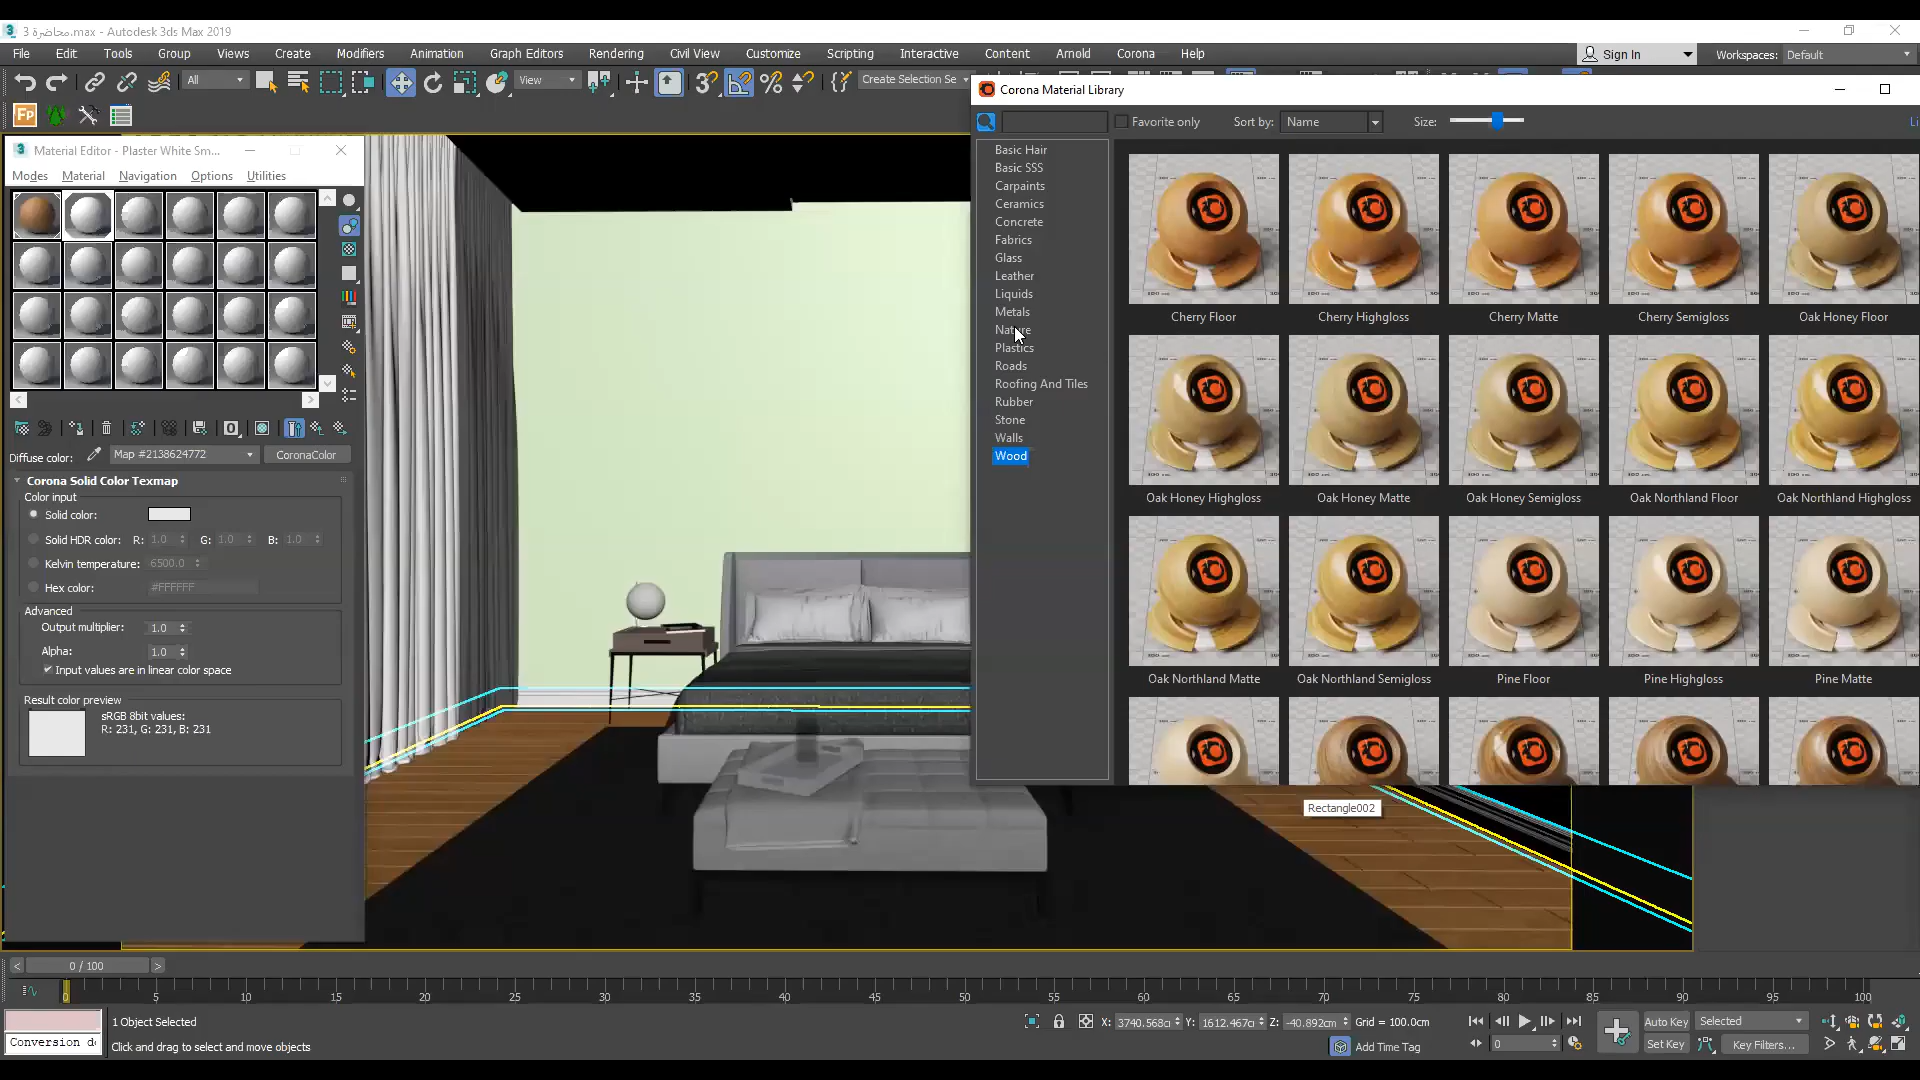 3 محاضرة.max - Autodesk 3ds Max 2019
File Edit Tools Group Views Create Modifiers Animation Graph Editors Rendering Civil View Customize Scripting Interactive Content Arnold Corona Help
Sign In Workspaces: Default
All View Create Selection Se
Corona Material Library
Favorite only Sort by: Name Size: Li
Material Editor - Plaster White Sm...
Modes Material Navigation Options Utilities
Diffuse color: Map #2138624772 CoronaColor
Corona Solid Color Texmap
Color input
Solid color:
Solid HDR color: R: 1.0 G: 1.0 B: 1.0
Kelvin temperature: 6500.0
Hex color: #FFFFFF
Advanced
Output multiplier: 1.0
Alpha: 1.0
Input values are in linear color space
Result color preview
sRGB 8bit values:
R: 231, G: 231, B: 231
Basic Hair
Basic SSS
Carpaints
Ceramics
Concrete
Fabrics
Glass
Leather
Liquids
Metals
Nature
Plastics
Roads
Roofing And Tiles
Rubber
Stone
Walls
Wood
Cherry Floor Cherry Highgloss Cherry Matte Cherry Semigloss Oak Honey Floor
Oak Honey Highgloss Oak Honey Matte Oak Honey Semigloss Oak Northland Floor Oak Northland Highgloss
Oak Northland Matte Oak Northland Semigloss Pine Floor Pine Highgloss Pine Matte
Rectangle002
0 / 100
0 5 10 15 20 25 30 35 40 45 50 55 60 65 70 75 80 85 90 95 100
1 Object Selected X: 3740.568c Y: 1612.467c Z: -40.892cm Grid = 100.0cm Auto Key Selected
Conversion d Click and drag to select and move objects Add Time Tag 0 Set Key Key Filters...